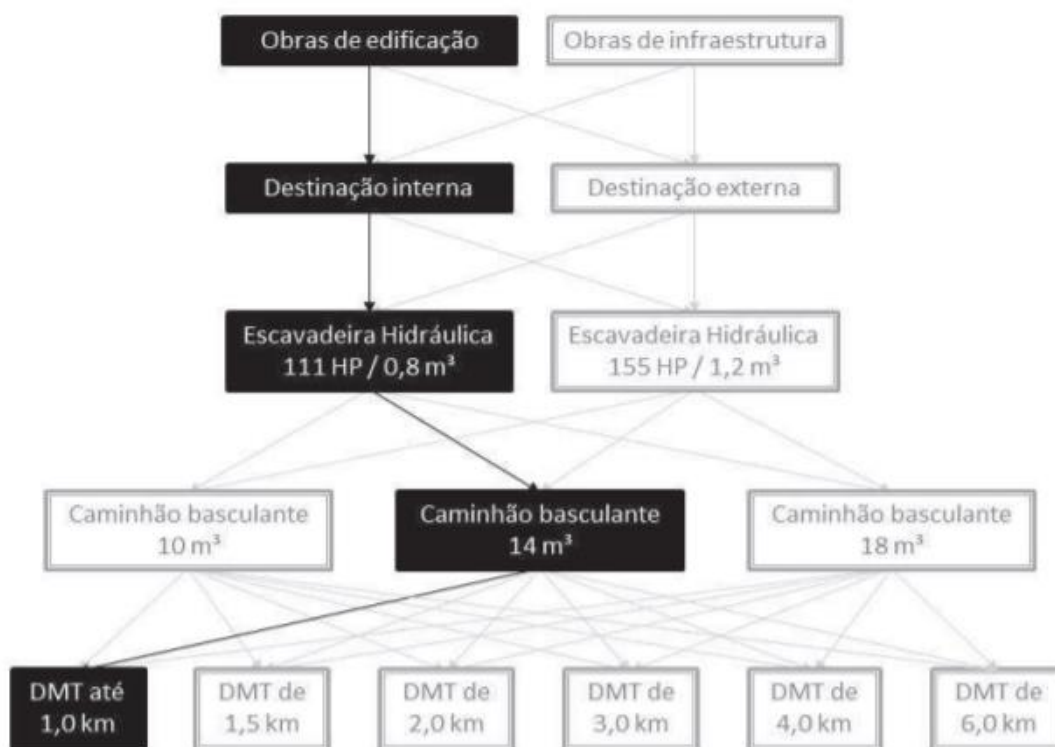 Obras de edificação
Obras de infraestrutura
Destinação interna
Destinação externa
Escavadeira Hidráulica
111 HP / 0,8 m³
Escavadeira Hidráulica
155 HP / 1,2 m³
Caminhão basculante
10 m³
Caminhão basculante
14 m³
Caminhão basculante
18 m³
DMT até
1,0 km
DMT de
1,5 km
DMT de
2,0 km
DMT de
3,0 km
DMT de
4,0 km
DMT de
6,0 km